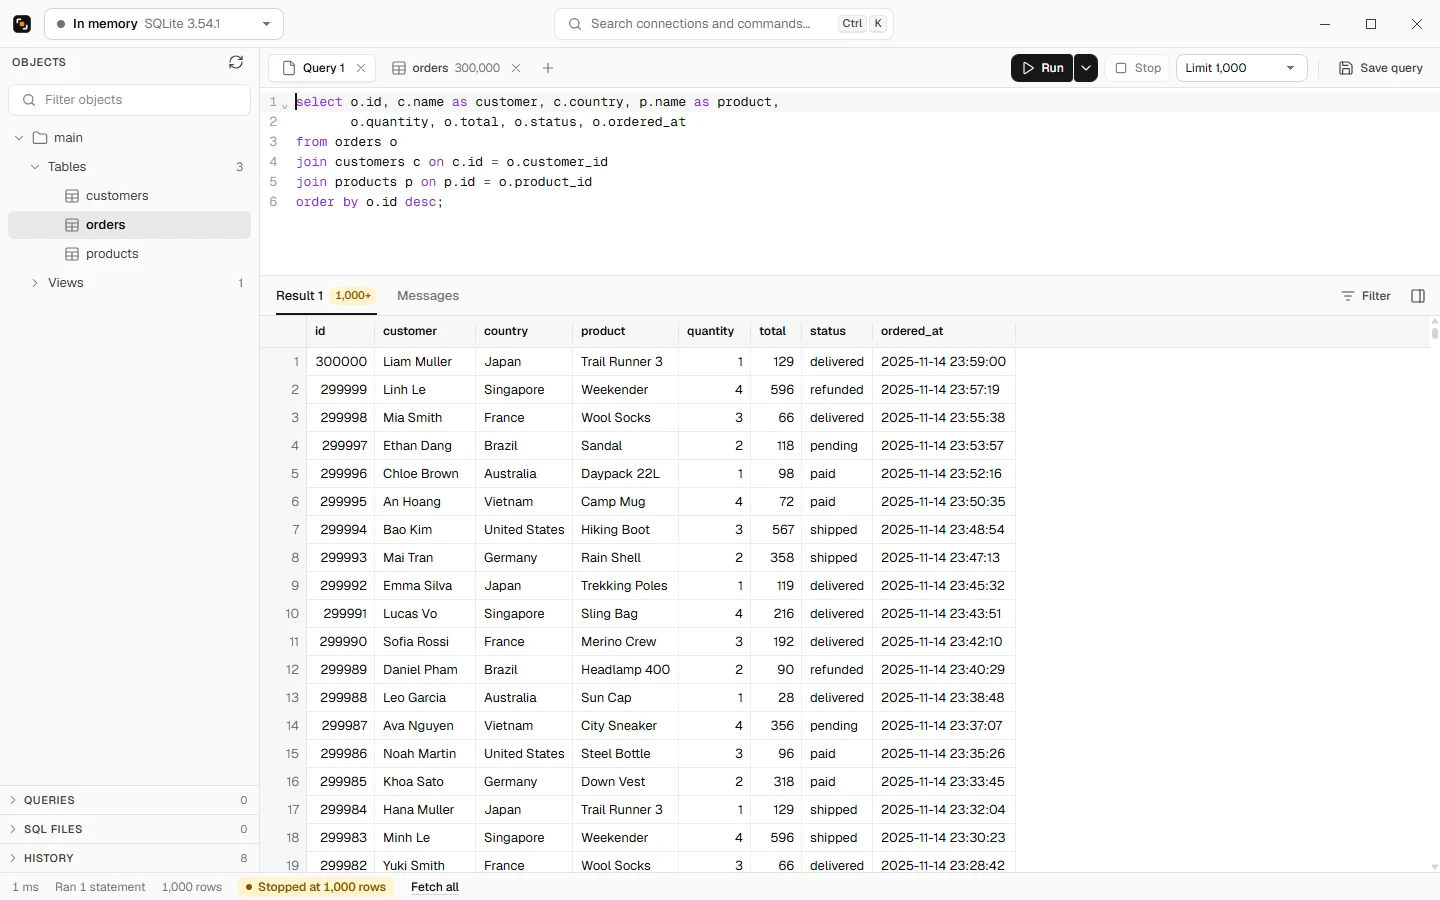 In memory SQLite 3.54.1
Search connections and commands... Ctrl K
OBJECTS
Filter objects
main
Tables 3
customers
orders
products
Views 1
QUERIES 0
SQL FILES 0
HISTORY 8
Query 1
orders 300,000
Run
Stop
Limit 1,000
Save query
1 select o.id, c.name as customer, c.country, p.name as product,
2 o.quantity, o.total, o.status, o.ordered_at
3 from orders o
4 join customers c on c.id = o.customer_id
5 join products p on p.id = o.product_id
6 order by o.id desc;
Result 1 1,000+ Messages
Filter
id customer country product quantity total status ordered_at
1 300000 Liam Muller Japan Trail Runner 3 1 129 delivered 2025-11-14 23:59:00
2 299999 Linh Le Singapore Weekender 4 596 refunded 2025-11-14 23:57:19
3 299998 Mia Smith France Wool Socks 3 66 delivered 2025-11-14 23:55:38
4 299997 Ethan Dang Brazil Sandal 2 118 pending 2025-11-14 23:53:57
5 299996 Chloe Brown Australia Daypack 22L 1 98 paid 2025-11-14 23:52:16
6 299995 An Hoang Vietnam Camp Mug 4 72 paid 2025-11-14 23:50:35
7 299994 Bao Kim United States Hiking Boot 3 567 shipped 2025-11-14 23:48:54
8 299993 Mai Tran Germany Rain Shell 2 358 shipped 2025-11-14 23:47:13
9 299992 Emma Silva Japan Trekking Poles 1 119 delivered 2025-11-14 23:45:32
10 299991 Lucas Vo Singapore Sling Bag 4 216 delivered 2025-11-14 23:43:51
11 299990 Sofia Rossi France Merino Crew 3 192 delivered 2025-11-14 23:42:10
12 299989 Daniel Pham Brazil Headlamp 400 2 90 refunded 2025-11-14 23:40:29
13 299988 Leo Garcia Australia Sun Cap 1 28 delivered 2025-11-14 23:38:48
14 299987 Ava Nguyen Vietnam City Sneaker 4 356 pending 2025-11-14 23:37:07
15 299986 Noah Martin United States Steel Bottle 3 96 paid 2025-11-14 23:35:26
16 299985 Khoa Sato Germany Down Vest 2 318 paid 2025-11-14 23:33:45
17 299984 Hana Muller Japan Trail Runner 3 1 129 shipped 2025-11-14 23:32:04
18 299983 Minh Le Singapore Weekender 4 596 shipped 2025-11-14 23:30:23
19 299982 Yuki Smith France Wool Socks 3 66 delivered 2025-11-14 23:28:42
1 ms Ran 1 statement 1,000 rows Stopped at 1,000 rows Fetch all